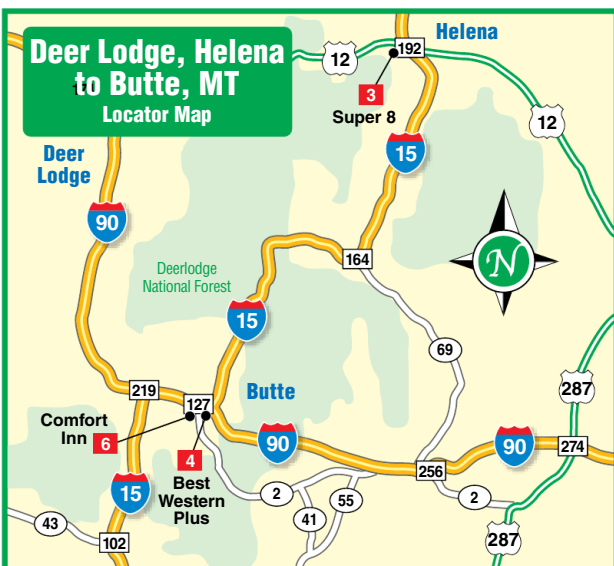 Deer Lodge, Helena
to Butte, MT
Locator Map
Helena
12
192
3
Super 8
12
15
Deer
Lodge
90
N
164
Deerlodge
National Forest
15
69
287
219
127
Butte
Comfort
Inn
6
4
Best
Western
Plus
90
90
274
256
15
2
2
55
41
43
102
287